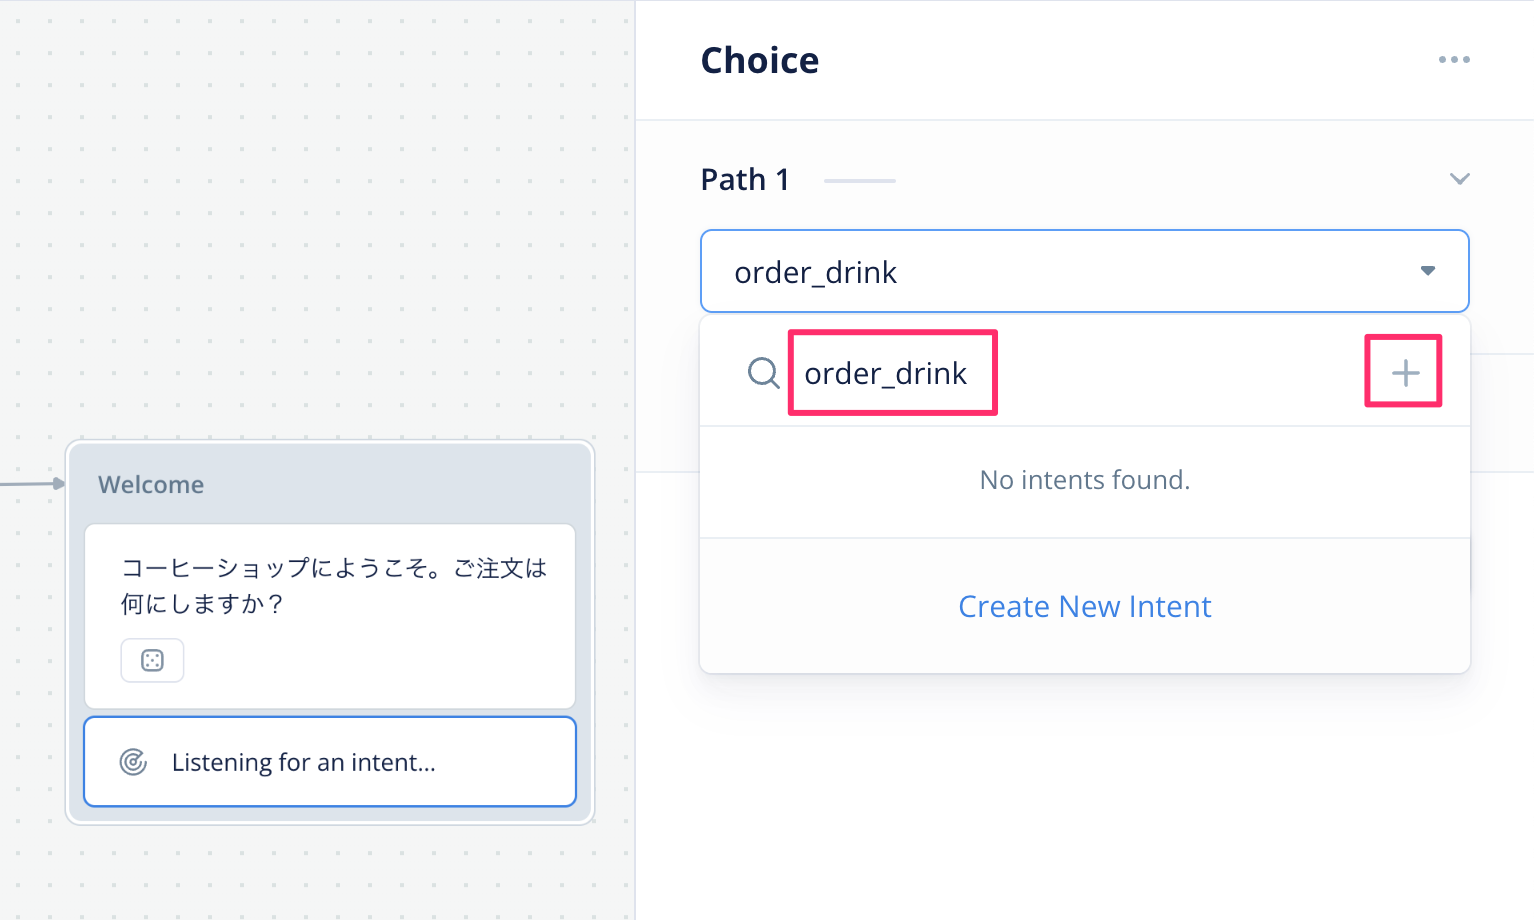 Choice
Path 1
order_drink
order_drink
No intents found.
Create New Intent
Welcome
コーヒーショップにようこそ。ご注文は
何にしますか？
Listening for an intent...